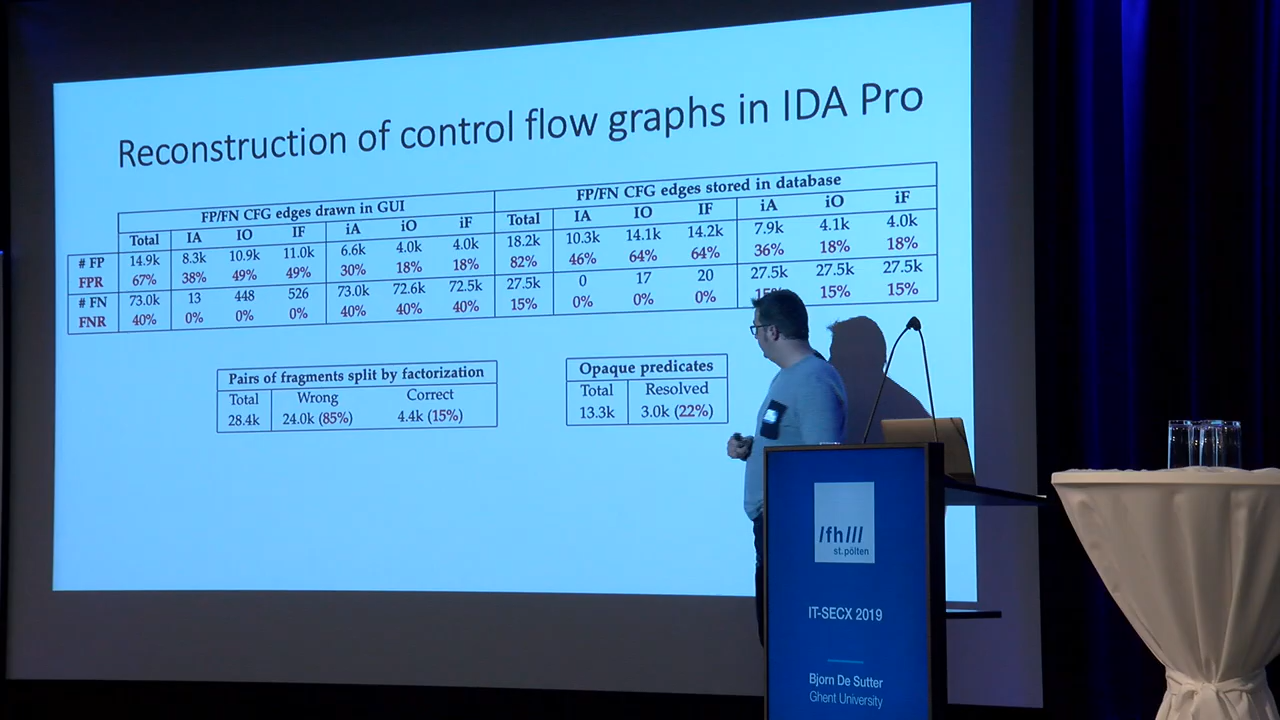 Reconstruction of control flow graphs in IDA Pro
FP/FN CFG edges drawn in GUI FP/FN CFG edges stored in database
Total IA IO IF iA iO iF Total IA IO IF iA iO iF
# FP 14.9k 8.3k 10.9k 11.0k 6.6k 4.0k 4.0k 18.2k 10.3k 14.1k 14.2k 7.9k 4.1k 4.0k
FPR 67% 38% 49% 49% 30% 18% 18% 82% 46% 64% 64% 36% 18% 18%
# FN 73.0k 13 448 526 73.0k 72.6k 72.5k 27.5k 0 17 20 27.5k 27.5k 27.5k
FNR 40% 0% 0% 0% 40% 40% 40% 15% 0% 0% 0% 15% 15% 15%
Pairs of fragments split by factorization
Total Wrong Correct
28.4k 24.0k (85%) 4.4k (15%)
Opaque predicates
Total Resolved
13.3k 3.0k (22%)
/fh///
st.pölten
IT-SECX 2019
Bjorn De Sutter
Ghent University